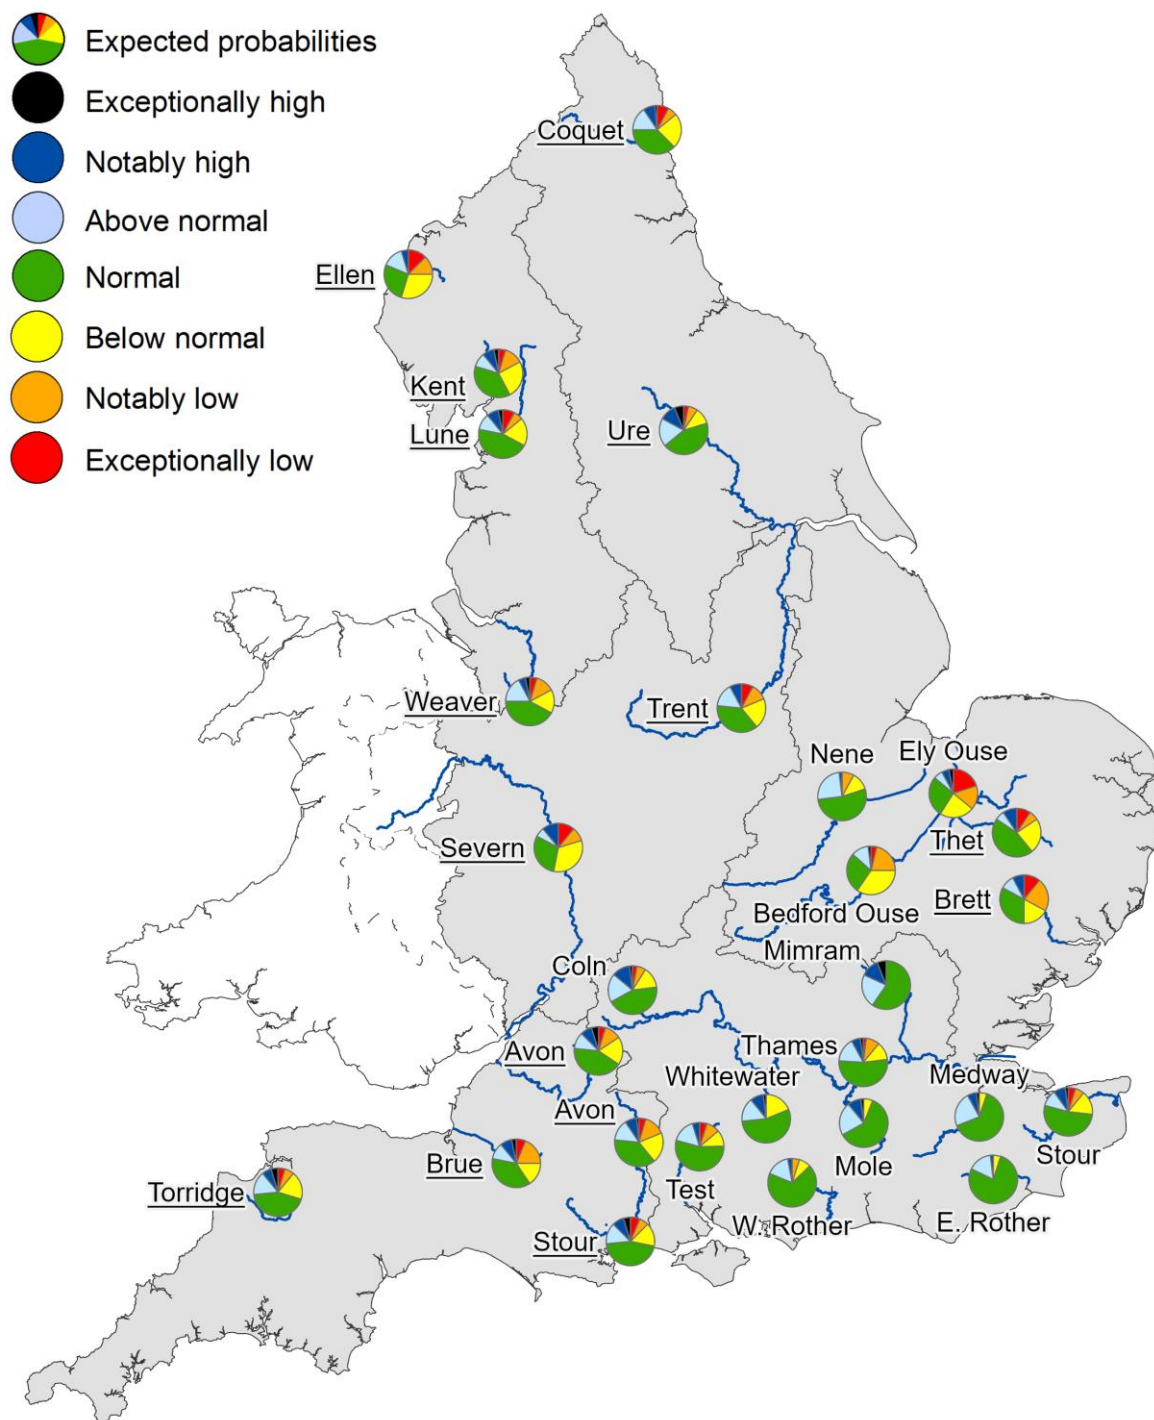 Expected probabilities
Exceptionally high
Notably high
Above normal
Normal
Below normal
Notably low
Exceptionally low
Coquet
Ellen
Kent
Lune
Ure
Weaver
Trent
Nene
Ely Ouse
Severn
Thet
Bedford Ouse
Brett
Mimram
Coln
Thames
Avon
Whitewater
Medway
Avon
Brue
Test
Mole
Stour
Torridge
W. Rother
E. Rother
Stour